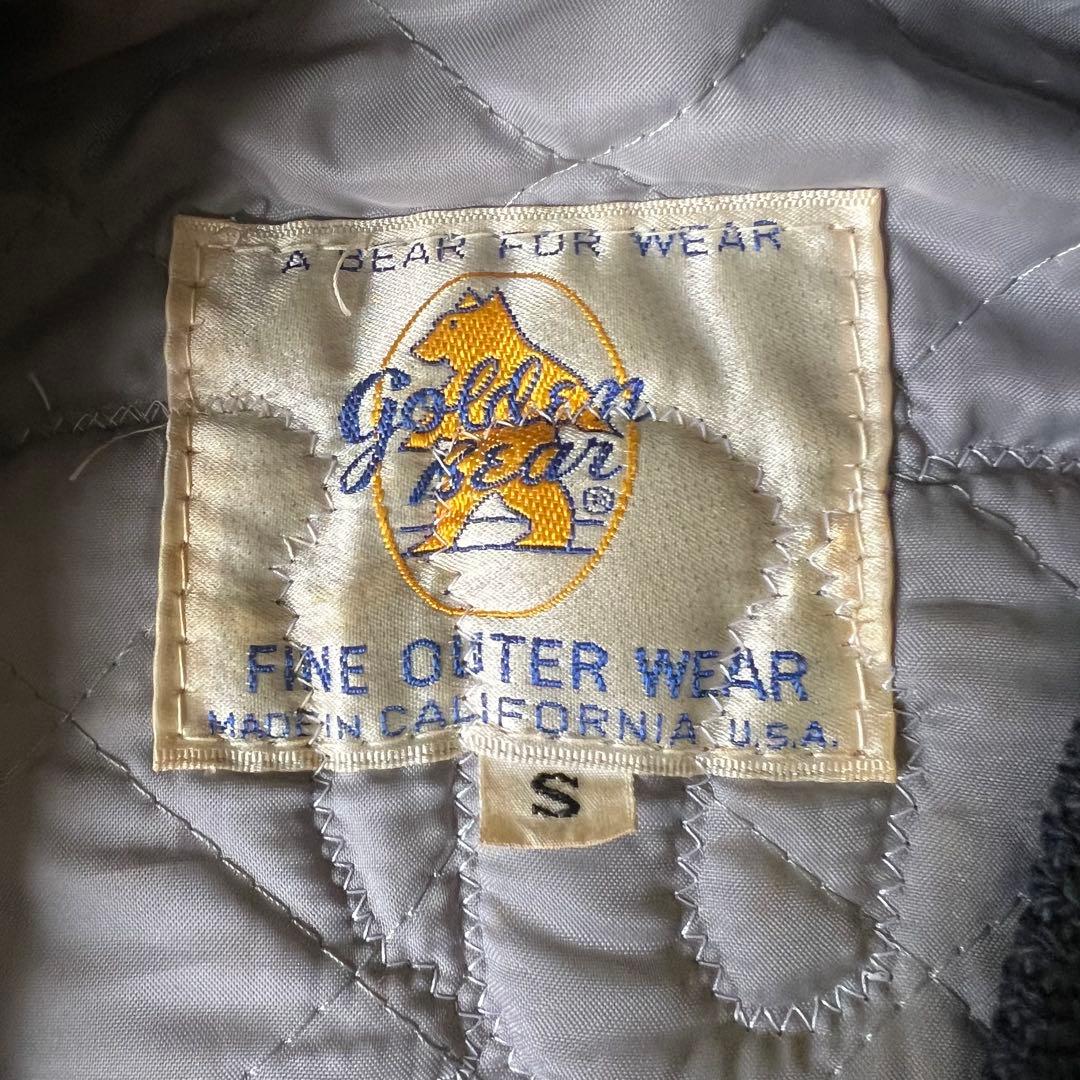 A BEAR FOR WEAR
Golden
Bear
®
FINE OUTER WEAR
MADE IN CALIFORNIA, U.S.A.
S